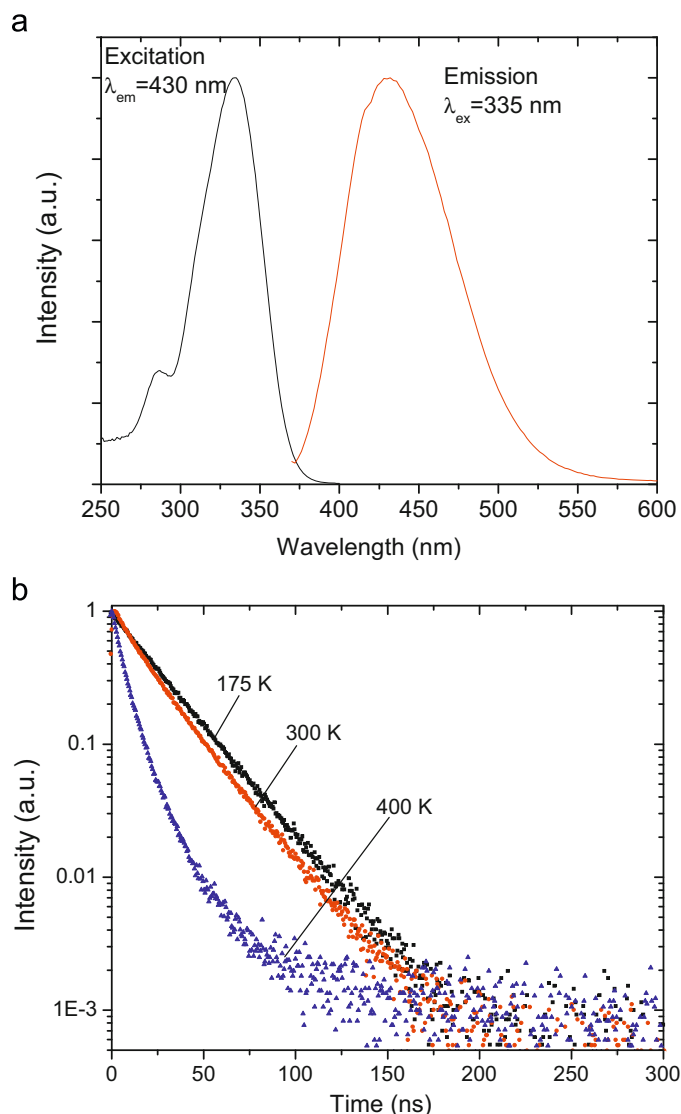 a
Excitation
λem=430 nm
Emission
λex=335 nm
Intensity (a.u.)
250 300 350 400 450 500 550 600
Wavelength (nm)
b
1
0.1
0.01
1E-3
175 K
300 K
400 K
Intensity (a.u.)
0 50 100 150 200 250 300
Time (ns)